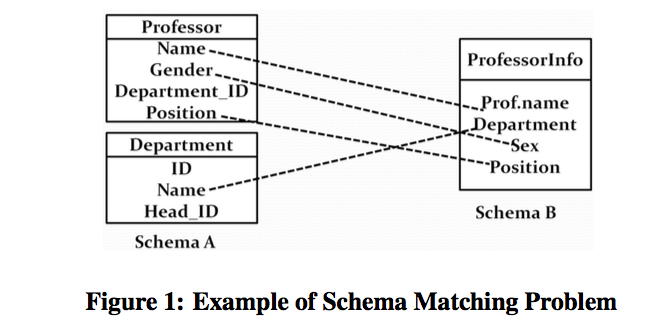 Professor
Name
Gender
Department_ID
Position
Department
ID
Name
Head_ID
Schema A
ProfessorInfo
Prof.name
Department
Sex
Position
Schema B
Figure 1: Example of Schema Matching Problem